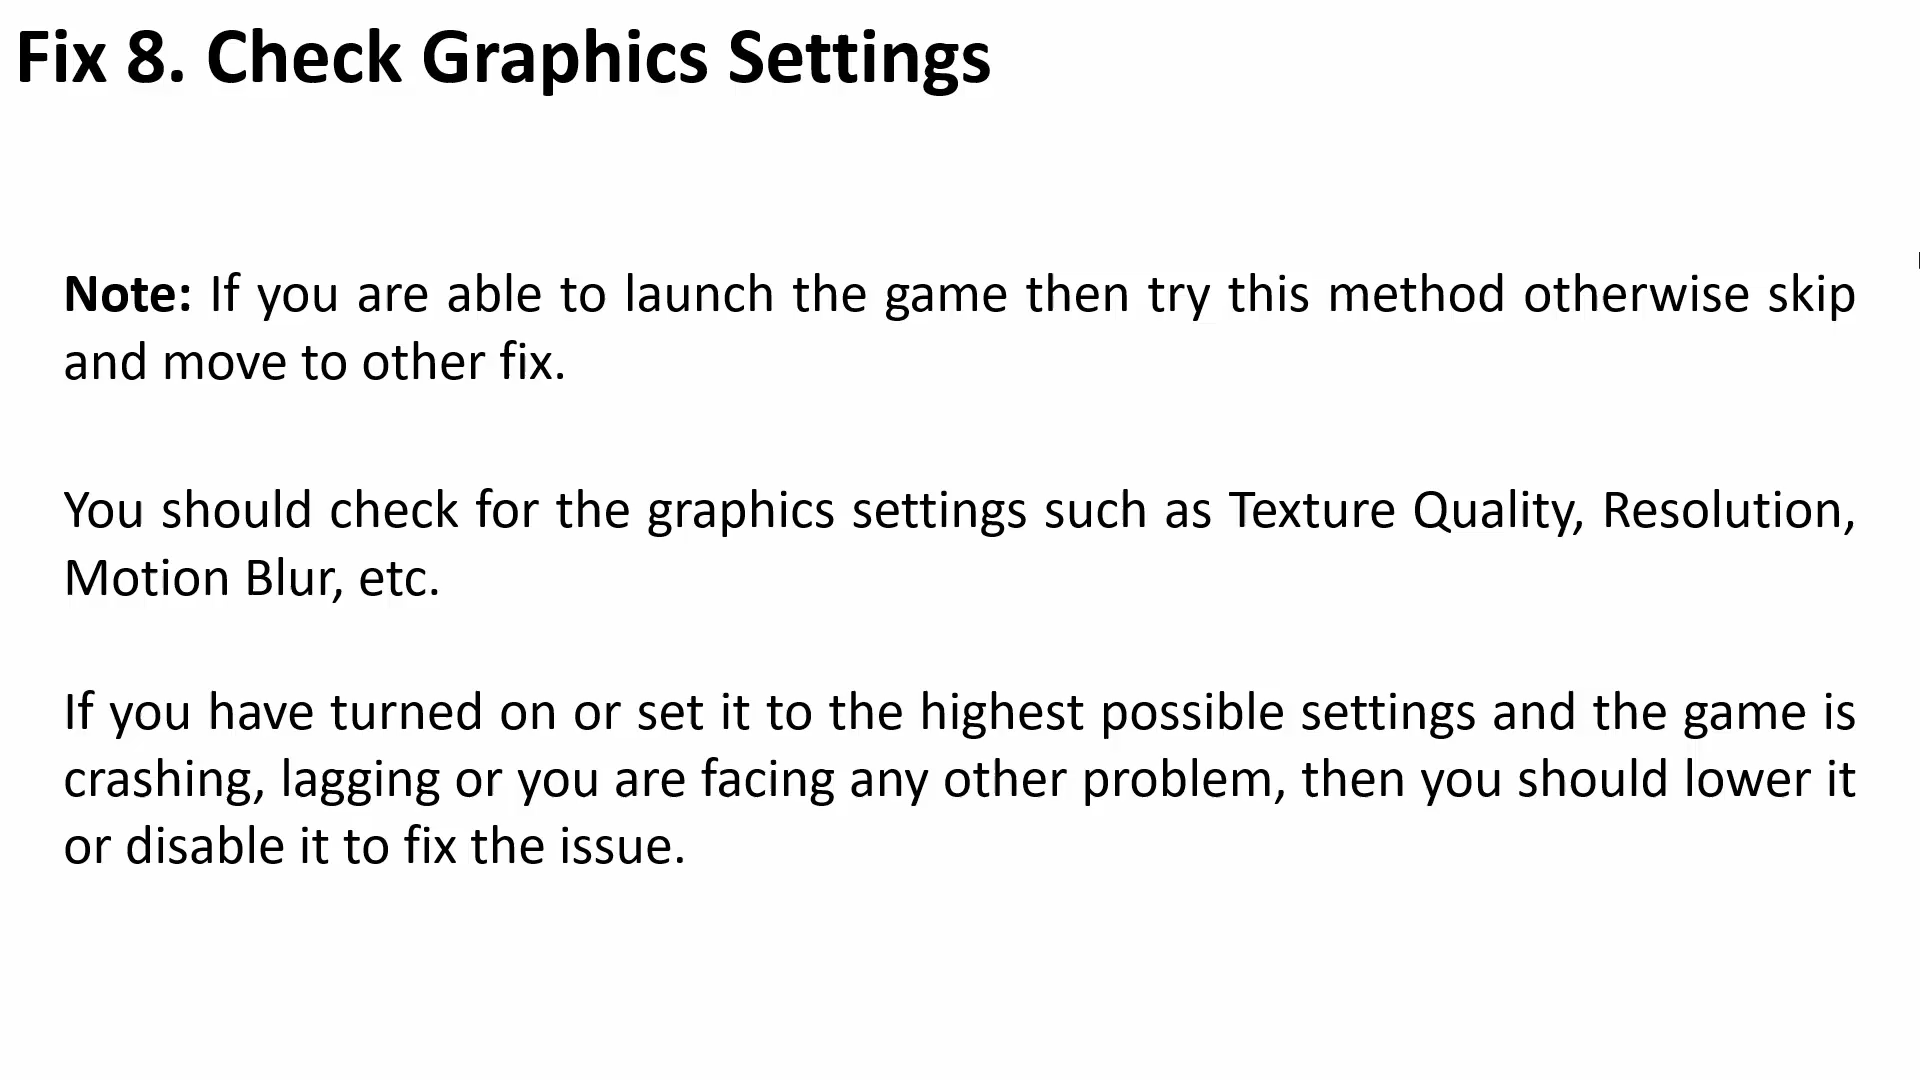 Fix 8. Check Graphics Settings
Note: If you are able to launch the game then try this method otherwise skip
and move to other fix.
You should check for the graphics settings such as Texture Quality, Resolution,
Motion Blur, etc.
If you have turned on or set it to the highest possible settings and the game is
crashing, lagging or you are facing any other problem, then you should lower it
or disable it to fix the issue.